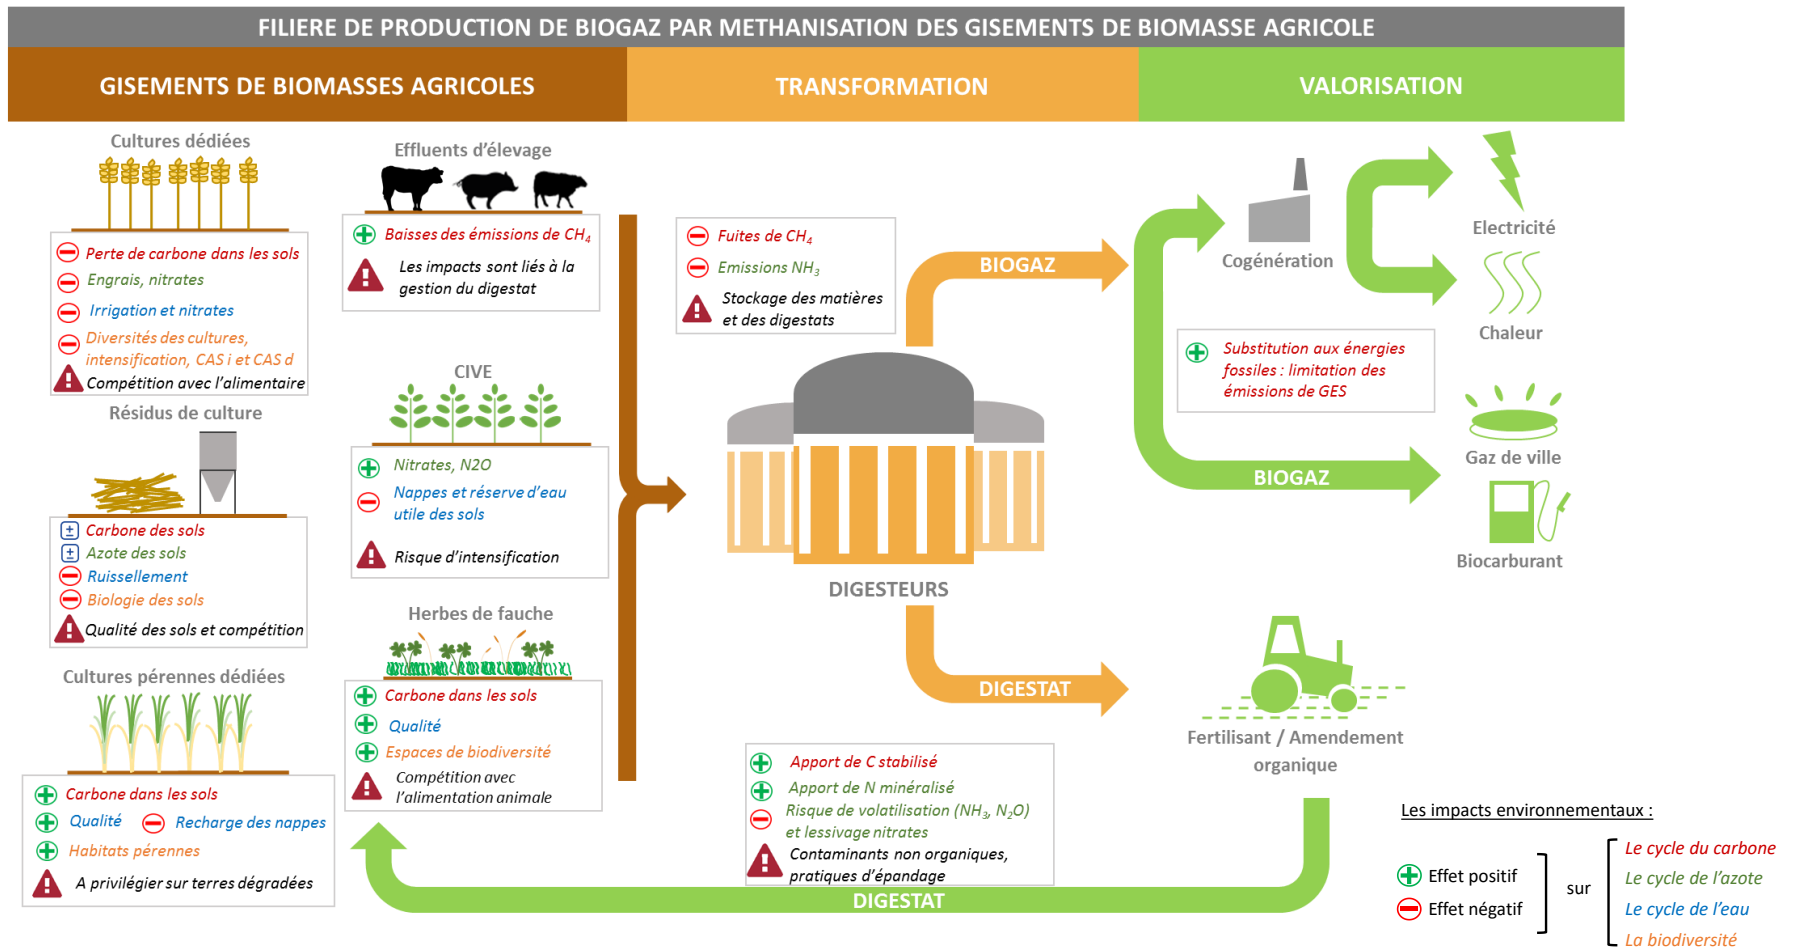 FILIERE DE PRODUCTION DE BIOGAZ PAR METHANISATION DES GISEMENTS DE BIOMASSE AGRICOLE
GISEMENTS DE BIOMASSES AGRICOLES
TRANSFORMATION
VALORISATION
Cultures dédiées
Perte de carbone dans les sols
Engrais, nitrates
Irrigation et nitrates
Diversités des cultures,
intensification, CAS i et CAS d
Compétition avec l'alimentaire
Résidus de culture
± Carbone des sols
± Azote des sols
Ruissellement
Biologie des sols
Qualité des sols et compétition
Cultures pérennes dédiées
Carbone dans les sols
Qualité
Recharge des nappes
Habitats pérennes
A privilégier sur terres dégradées
Effluents d'élevage
Baisses des émissions de CH₄
Les impacts sont liés à la
gestion du digestat
CIVE
Nitrates, N2O
Nappes et réserve d'eau
utile des sols
Risque d'intensification
Herbes de fauche
Carbone dans les sols
Qualité
Espaces de biodiversité
Compétition avec
l'alimentation animale
Fuites de CH₄
Emissions NH₃
Stockage des matières
et des digestats
BIOGAZ
DIGESTEURS
DIGESTAT
Apport de C stabilisé
Apport de N minéralisé
Risque de volatilisation (NH₃, N₂O)
et lessivage nitrates
Contaminants non organiques,
pratiques d'épandage
DIGESTAT
Cogénération
Electricité
Chaleur
Substitution aux énergies
fossiles : limitation des
émissions de GES
BIOGAZ
Gaz de ville
Biocarburant
Fertilisant / Amendement
organique
Les impacts environnementaux :
Effet positif
Effet négatif
sur
Le cycle du carbone
Le cycle de l'azote
Le cycle de l'eau
La biodiversité